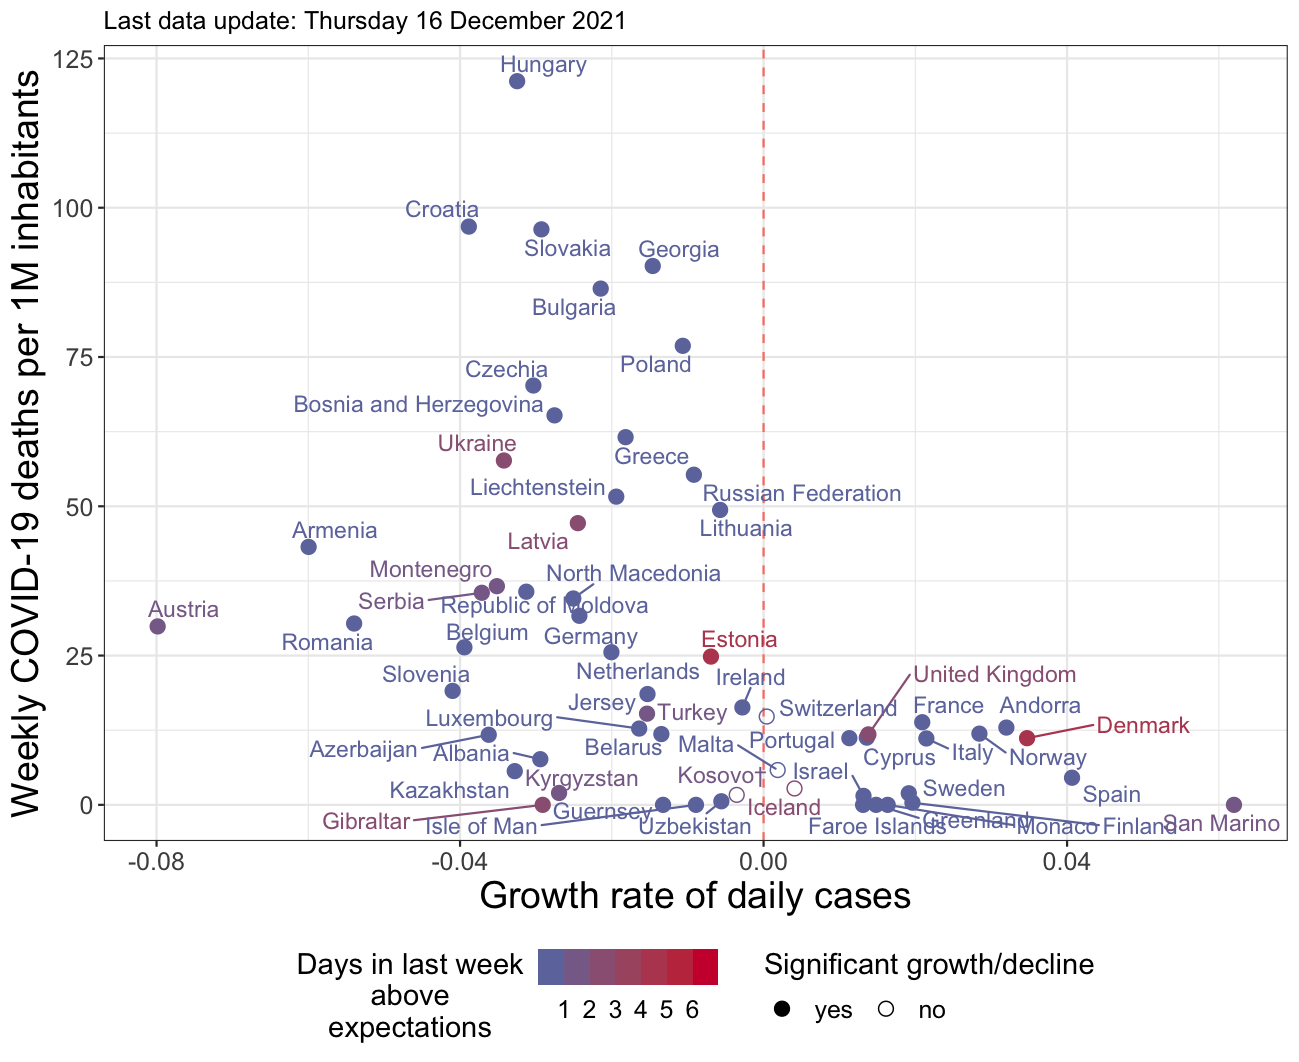 Last data update: Thursday 16 December 2021
Weekly COVID-19 deaths per 1M inhabitants
125
100
75
50
25
0
Hungary
Croatia
Slovakia
Georgia
Bulgaria
Poland
Czechia
Bosnia and Herzegovina
Ukraine
Greece
Liechtenstein
Russian Federation
Lithuania
Armenia
Latvia
Montenegro
North Macedonia
Serbia
Republic of Moldova
Austria
Romania
Belgium
Germany
Estonia
Slovenia
Netherlands
Ireland
United Kingdom
Jersey
Turkey
Switzerland
France
Andorra
Luxembourg
Denmark
Azerbaijan
Albania
Belarus
Malta
Portugal
Cyprus
Italy
Norway
Kazakhstan
Kyrgyzstan
Kosovo†
Israel
Sweden
Spain
Gibraltar
Guernsey
Iceland
Isle of Man
Uzbekistan
Faroe Islands
Greenland
Monaco
Finland
San Marino
-0.08
-0.04
0.00
0.04
Growth rate of daily cases
Days in last week
above
expectations
1 2 3 4 5 6
Significant growth/decline
yes
no